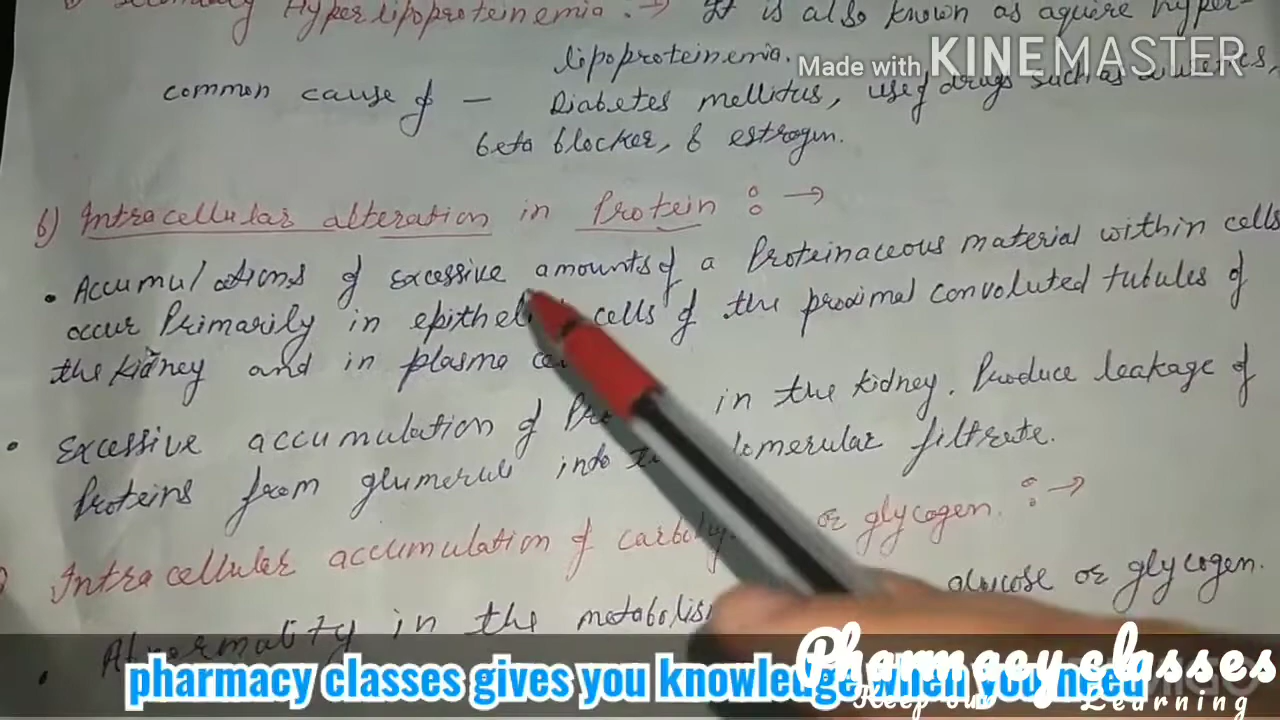 Secondary Hyperlipoproteinemia :→ It is also known as aquire hyper-
lipoproteinemia.
Made with KINEMASTER
common cause of — Diabetes mellitus, use of drugs such as
beta blocker, & estrogen.
b) Intracellular alteration in Protein :→
• Accumulations of excessive amounts of a Proteinaceous material within cells
occur Primarily in epitheli cells of the proximal convoluted tubules of
the kidney and in plasma
• Excessive accumulation of in the kidney. Produce leakage of
Proteins from glumerul into lomerular filtrate.
Intracellular accumulation of carbohy or glycogen. :→
• Abnormality in the metabolis glucose or glycogen.
pharmacy classes gives you knowledge when you need
Pharmacy classes
Learning